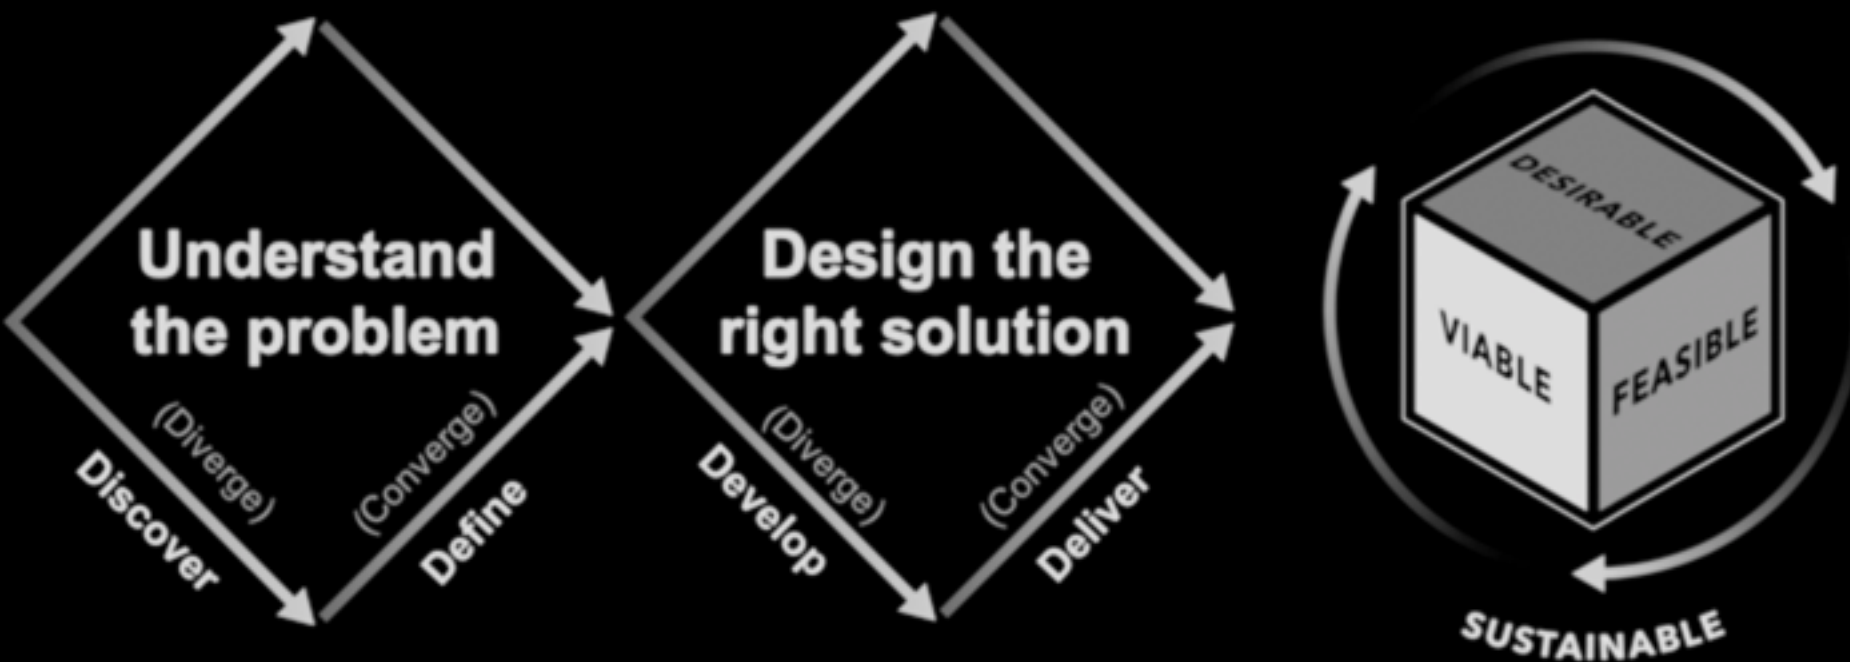 Understand
the problem
(Diverge)
Discover
(Converge)
Define
Design the
right solution
(Diverge)
Develop
(Converge)
Deliver
DESIRABLE
VIABLE
FEASIBLE
SUSTAINABLE